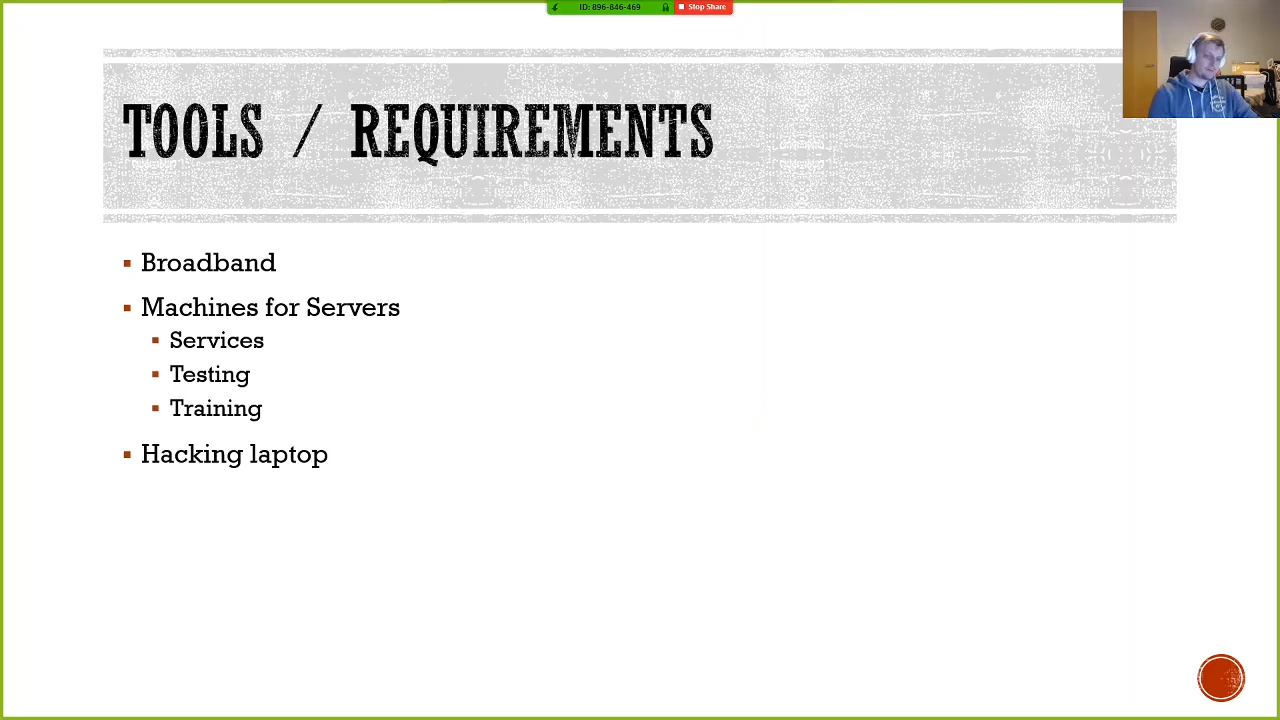 ID: 896-846-469
Stop Share
TOOLS / REQUIREMENTS
Broadband
Machines for Servers
Services
Testing
Training
Hacking laptop